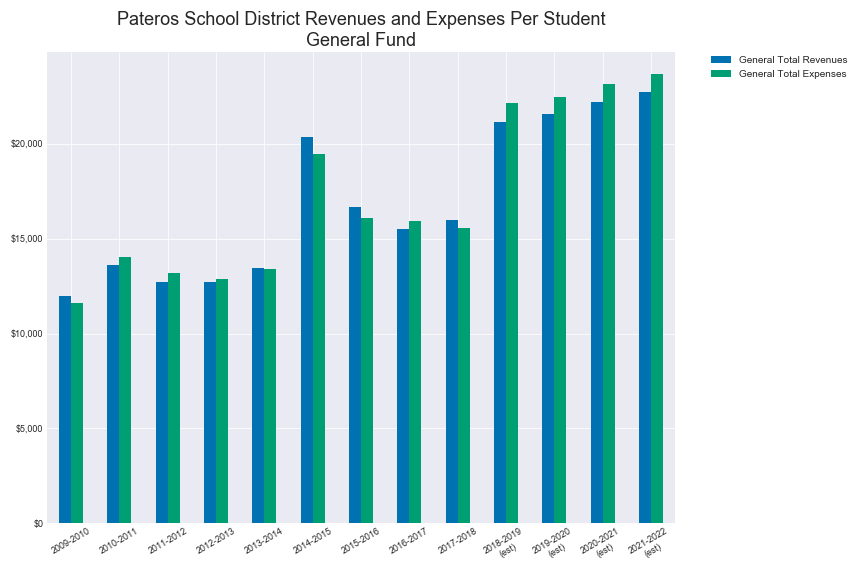 Pateros School District Revenues and Expenses Per Student
General Fund
General Total Revenues
General Total Expenses
$20,000
$15,000
$10,000
$5,000
$0
2009-2010
2010-2011
2011-2012
2012-2013
2013-2014
2014-2015
2015-2016
2016-2017
2017-2018
2018-2019
(est)
2019-2020
(est)
2020-2021
(est)
2021-2022
(est)